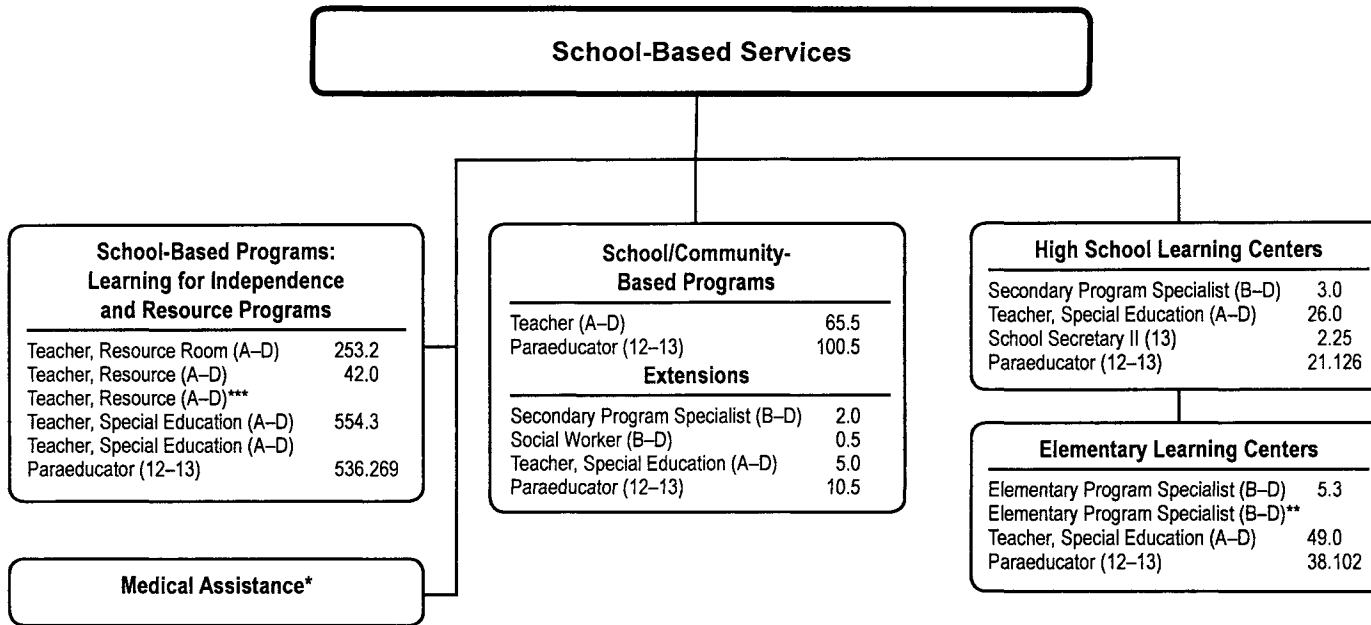 School-Based Services
School-Based Programs:
Learning for Independence
and Resource Programs
Teacher, Resource Room (A–D) 253.2
Teacher, Resource (A–D) 42.0
Teacher, Resource (A–D)***
Teacher, Special Education (A–D) 554.3
Teacher, Special Education (A–D)
Paraeducator (12–13) 536.269
Medical Assistance*
School/Community-
Based Programs
Teacher (A–D) 65.5
Paraeducator (12–13) 100.5
Extensions
Secondary Program Specialist (B–D) 2.0
Social Worker (B–D) 0.5
Teacher, Special Education (A–D) 5.0
Paraeducator (12–13) 10.5
High School Learning Centers
Secondary Program Specialist (B–D) 3.0
Teacher, Special Education (A–D) 26.0
School Secretary II (13) 2.25
Paraeducator (12–13) 21.126
Elementary Learning Centers
Elementary Program Specialist (B–D) 5.3
Elementary Program Specialist (B–D)**
Teacher, Special Education (A–D) 49.0
Paraeducator (12–13) 38.102